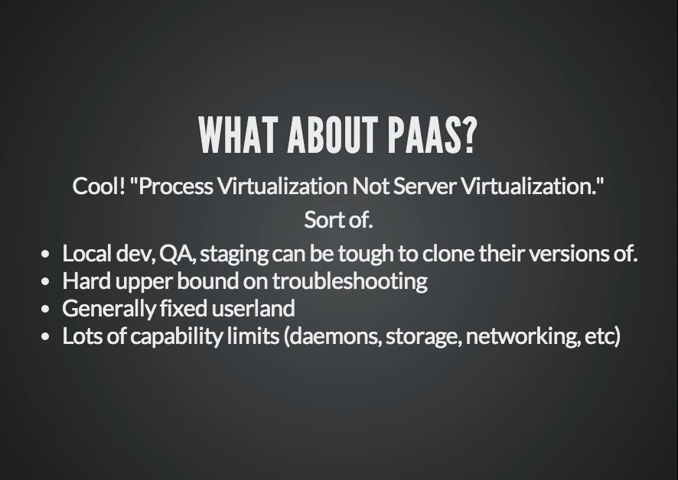 WHAT ABOUT PAAS?
Cool! "Process Virtualization Not Server Virtualization."
Sort of.
• Local dev, QA, staging can be tough to clone their versions of.
• Hard upper bound on troubleshooting
• Generally fixed userland
• Lots of capability limits (daemons, storage, networking, etc)